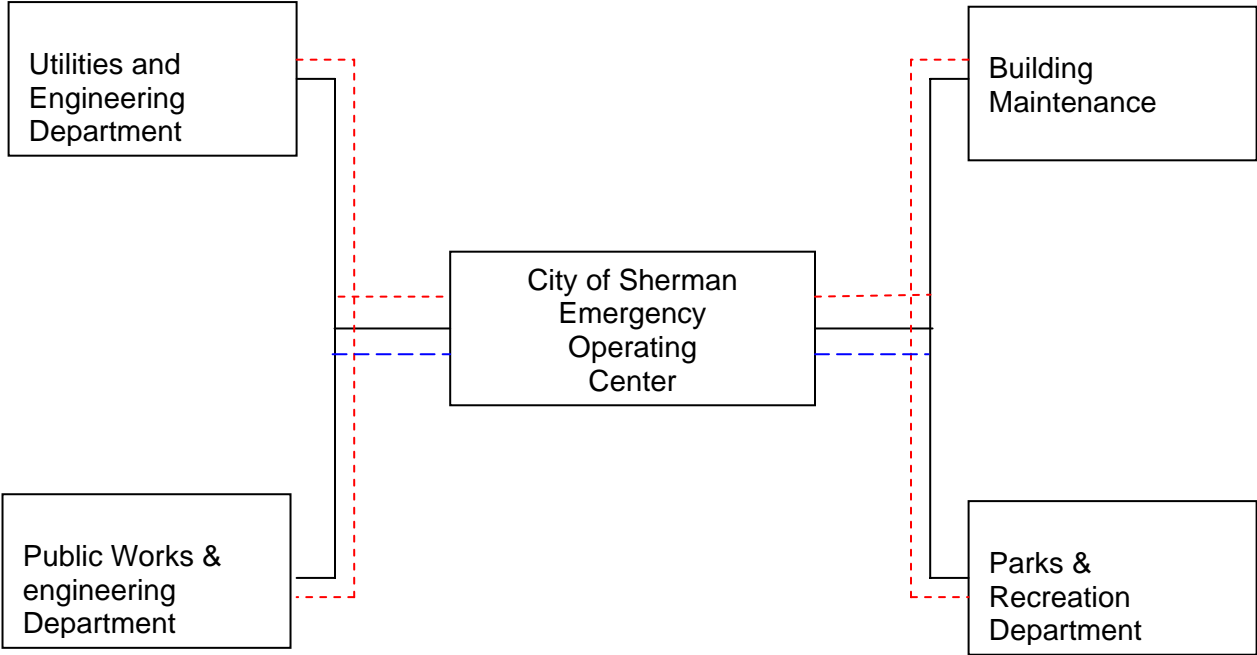 Utilities and
Engineering
Department
Building
Maintenance
City of Sherman
Emergency
Operating
Center
Public Works &
engineering
Department
Parks &
Recreation
Department